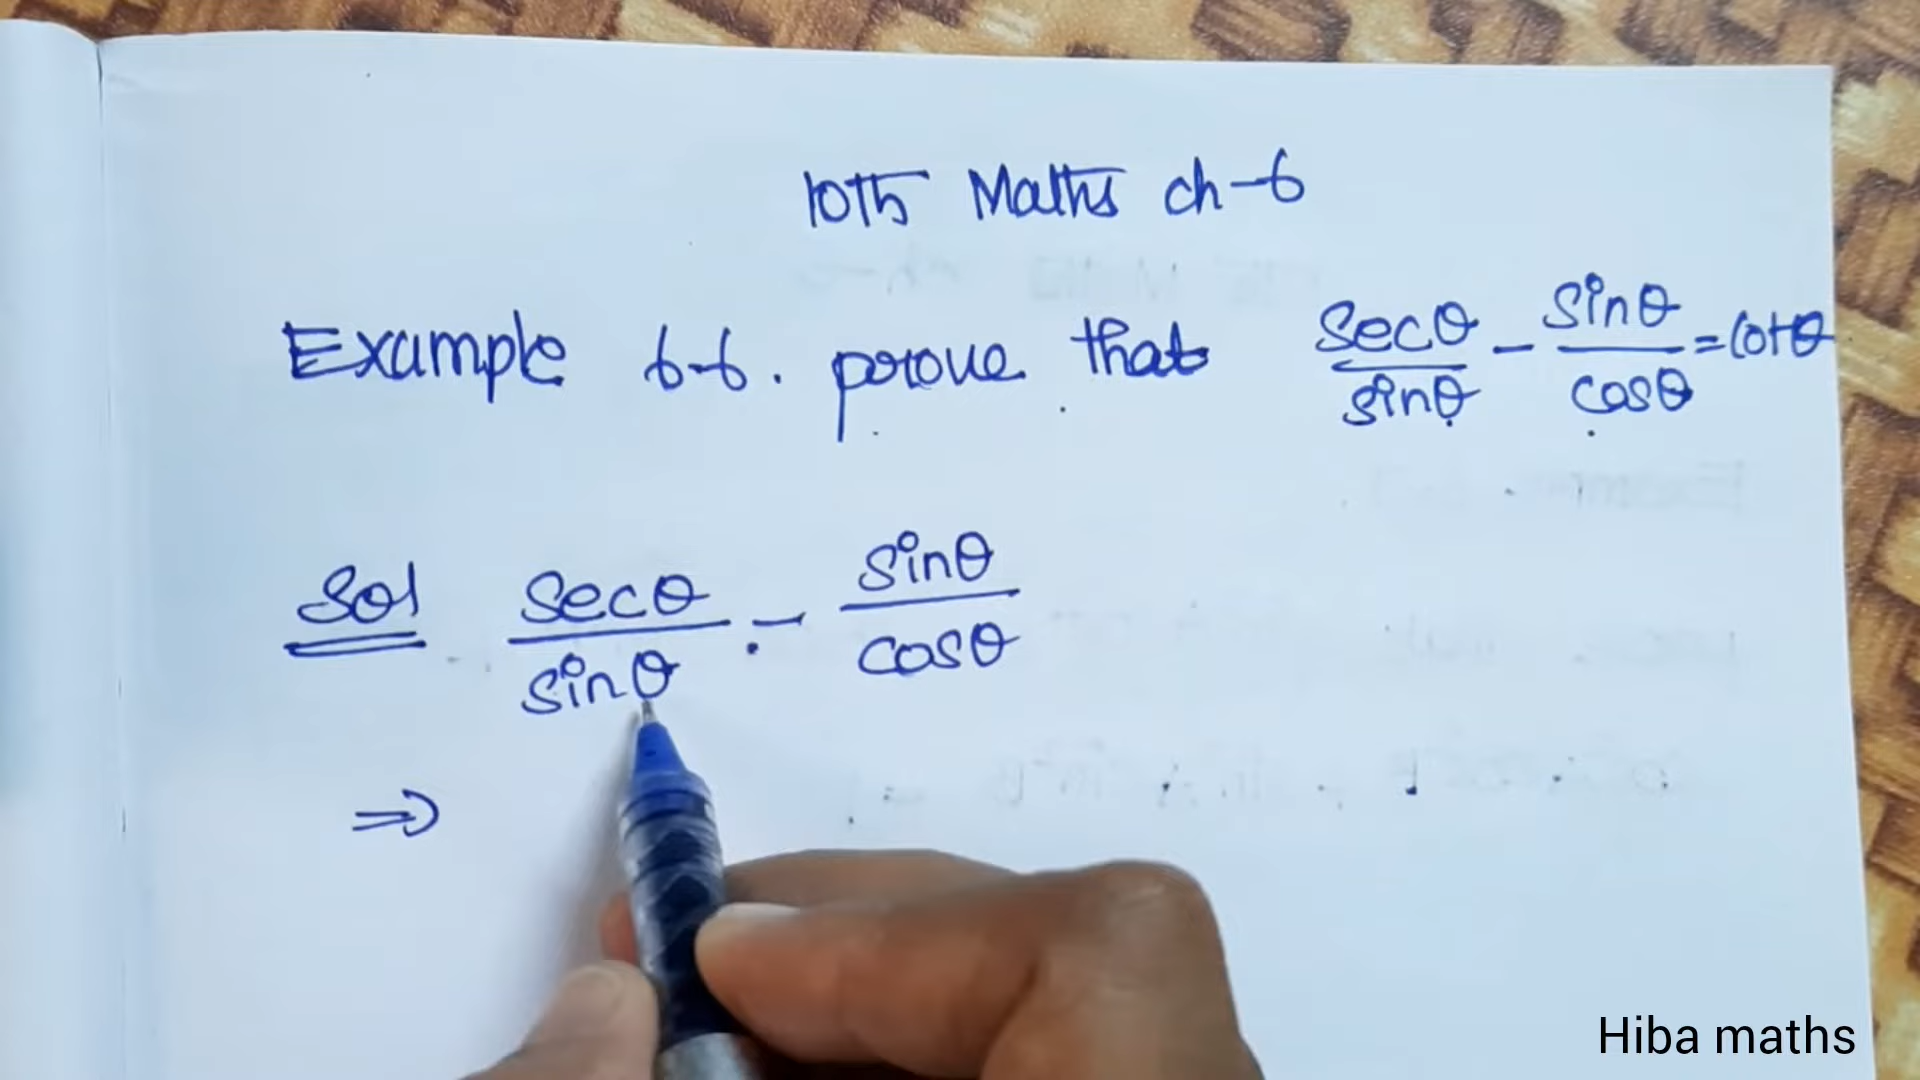 10th Maths ch-6
Example 6.6. prove that secθ/sinθ - sinθ/cosθ = cotθ
Sol secθ/sinθ - sinθ/cosθ
⇒
Hiba maths